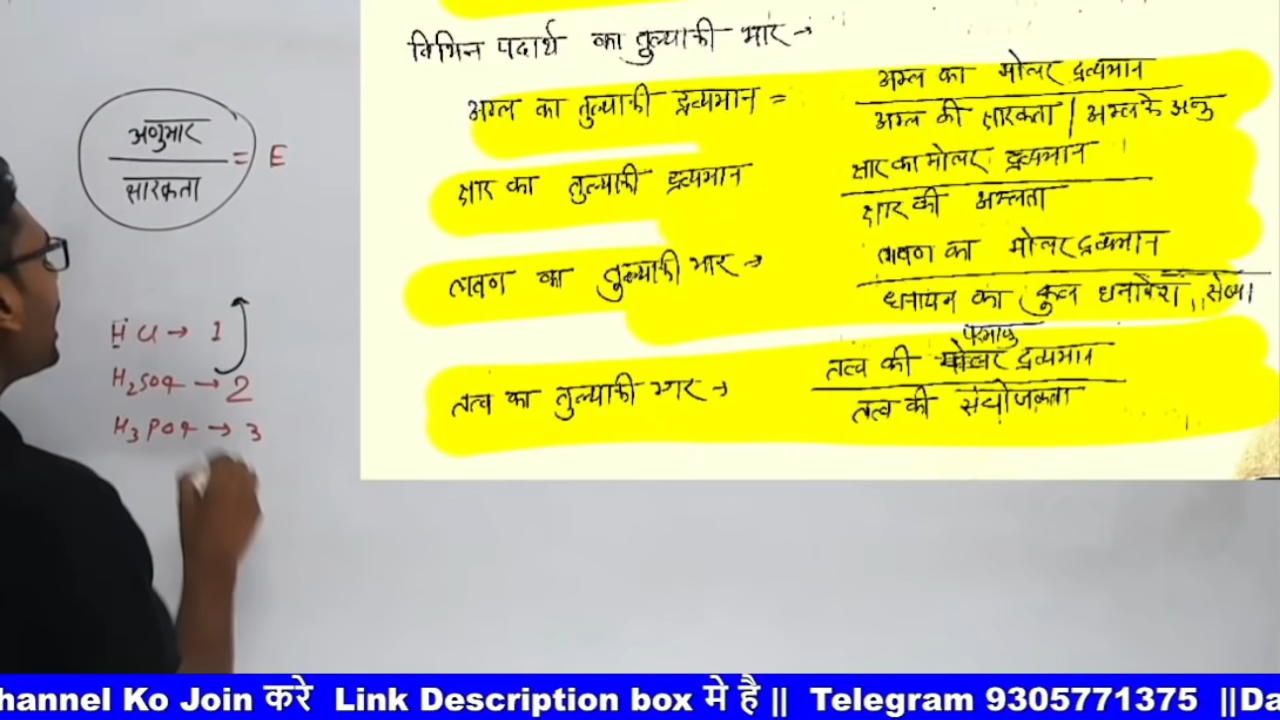 अणुभार
क्षारकता = E
HCl → 1
H2SO4 → 2
H3PO4 → 3
विभिन्न पदार्थ का तुल्यांकी भार →
अम्ल का तुल्यांकी द्रव्यमान = अम्ल का मोलर द्रव्यमान
अम्ल की क्षारकता / अम्ल के अणु
क्षार का तुल्यांकी द्रव्यमान क्षार का मोलर द्रव्यमान
क्षार की अम्लता
लवण का तुल्यांकी भार → लवण का मोलर द्रव्यमान
धनायन का कुल धनावेश संख्या
परमाणु
तत्व का तुल्यांकी भार → तत्व की द्रव्यमान
तत्व की संयोजकता
hannel Ko Join करे Link Description box मे है || Telegram 9305771375 ||Da